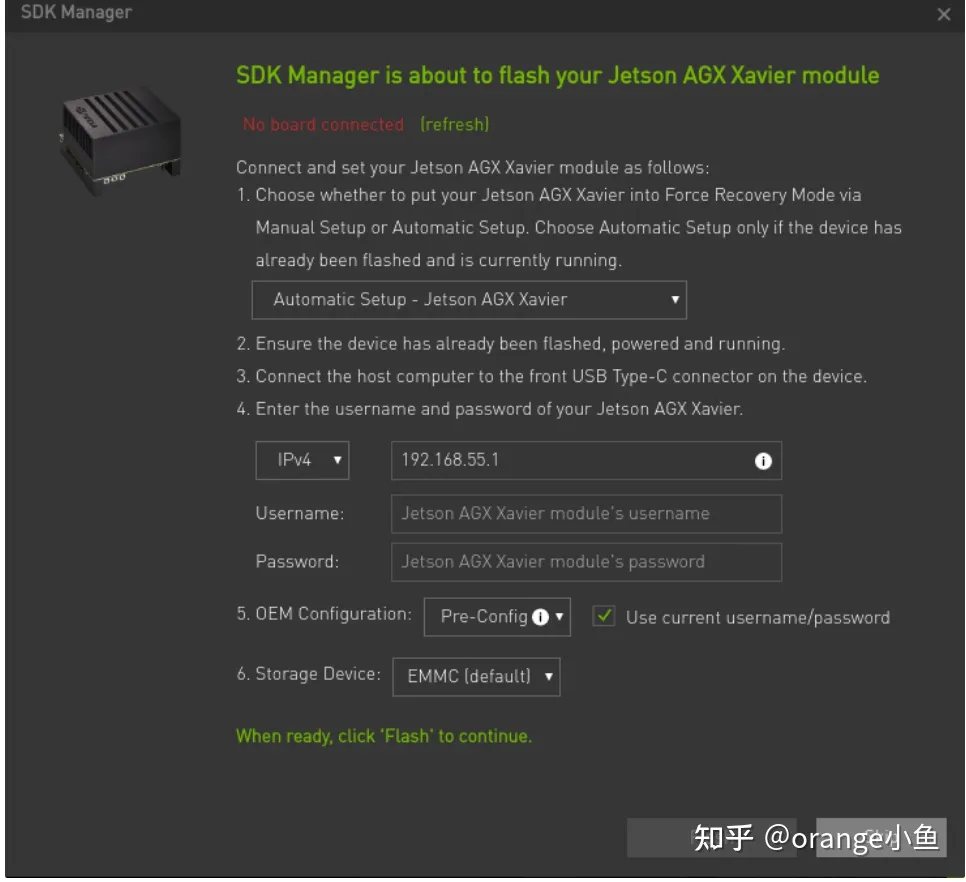 SDK Manager
SDK Manager is about to flash your Jetson AGX Xavier module
No board connected (refresh)
Connect and set your Jetson AGX Xavier module as follows:
1. Choose whether to put your Jetson AGX Xavier into Force Recovery Mode via
Manual Setup or Automatic Setup. Choose Automatic Setup only if the device has
already been flashed and is currently running.
Automatic Setup - Jetson AGX Xavier
2. Ensure the device has already been flashed, powered and running.
3. Connect the host computer to the front USB Type-C connector on the device.
4. Enter the username and password of your Jetson AGX Xavier.
IPv4 192.168.55.1
Username: Jetson AGX Xavier module's username
Password: Jetson AGX Xavier module's password
5. OEM Configuration: Pre-Config Use current username/password
6. Storage Device: EMMC (default)
When ready, click 'Flash' to continue.
知乎 @orange小鱼